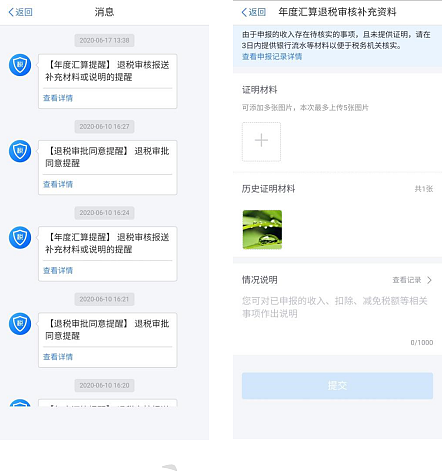 返回
消息
2020-06-17 13:38
【年度汇算提醒】 退税审核报送
补充材料或说明的提醒
查看详情
2020-06-10 16:27
【退税审批同意提醒】 退税审批
同意提醒
查看详情
2020-06-10 16:24
【年度汇算提醒】 退税审核报送
补充材料或说明的提醒
查看详情
2020-06-10 16:21
【退税审批同意提醒】 退税审批
同意提醒
查看详情
2020-06-10 16:20
返回
年度汇算退税审核补充资料
由于申报的收入存在待核实的事项，且未提供证明，请在
3日内提供银行流水等材料以便于税务机关核实。
查看申报记录详情
证明材料
可添加多张图片，本次最多上传5张图片
历史证明材料
共1张
情况说明
查看记录
您可对已申报的收入、扣除、减免税额等相关
事项作出说明
0/1000
提交